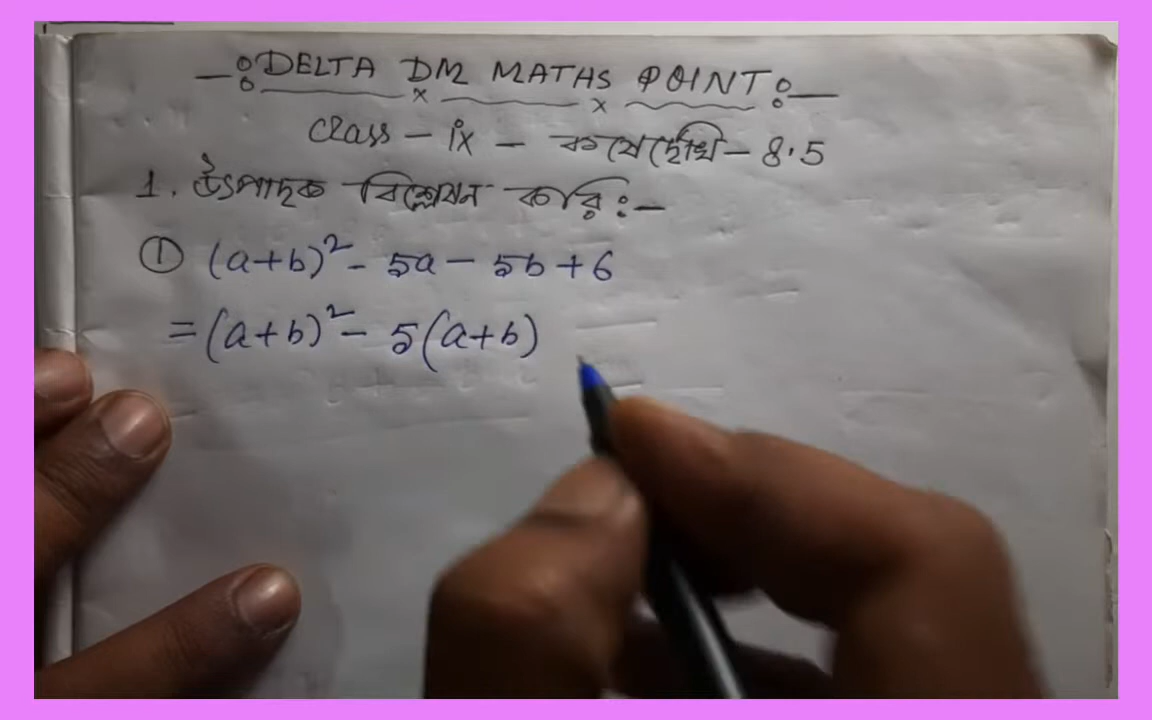 —:DELTA DM MATHS POINT:—
Class – ix – কষে দেখি – 8.5
1. উৎপাদক বিশ্লেষন করি:–
① (a+b)² - 5a - 5b + 6
= (a+b)² - 5(a+b)